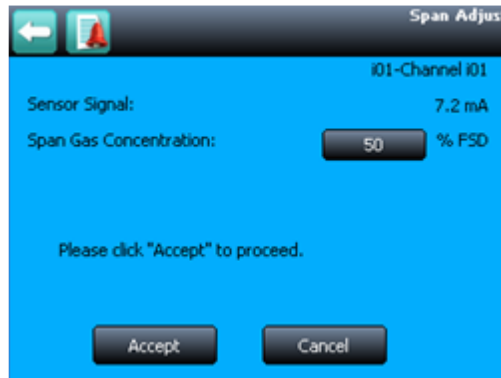 Span Adjus
i01-Channel i01
Sensor Signal: 7.2 mA
Span Gas Concentration: 50 % FSD
Please click "Accept" to proceed.
Accept Cancel